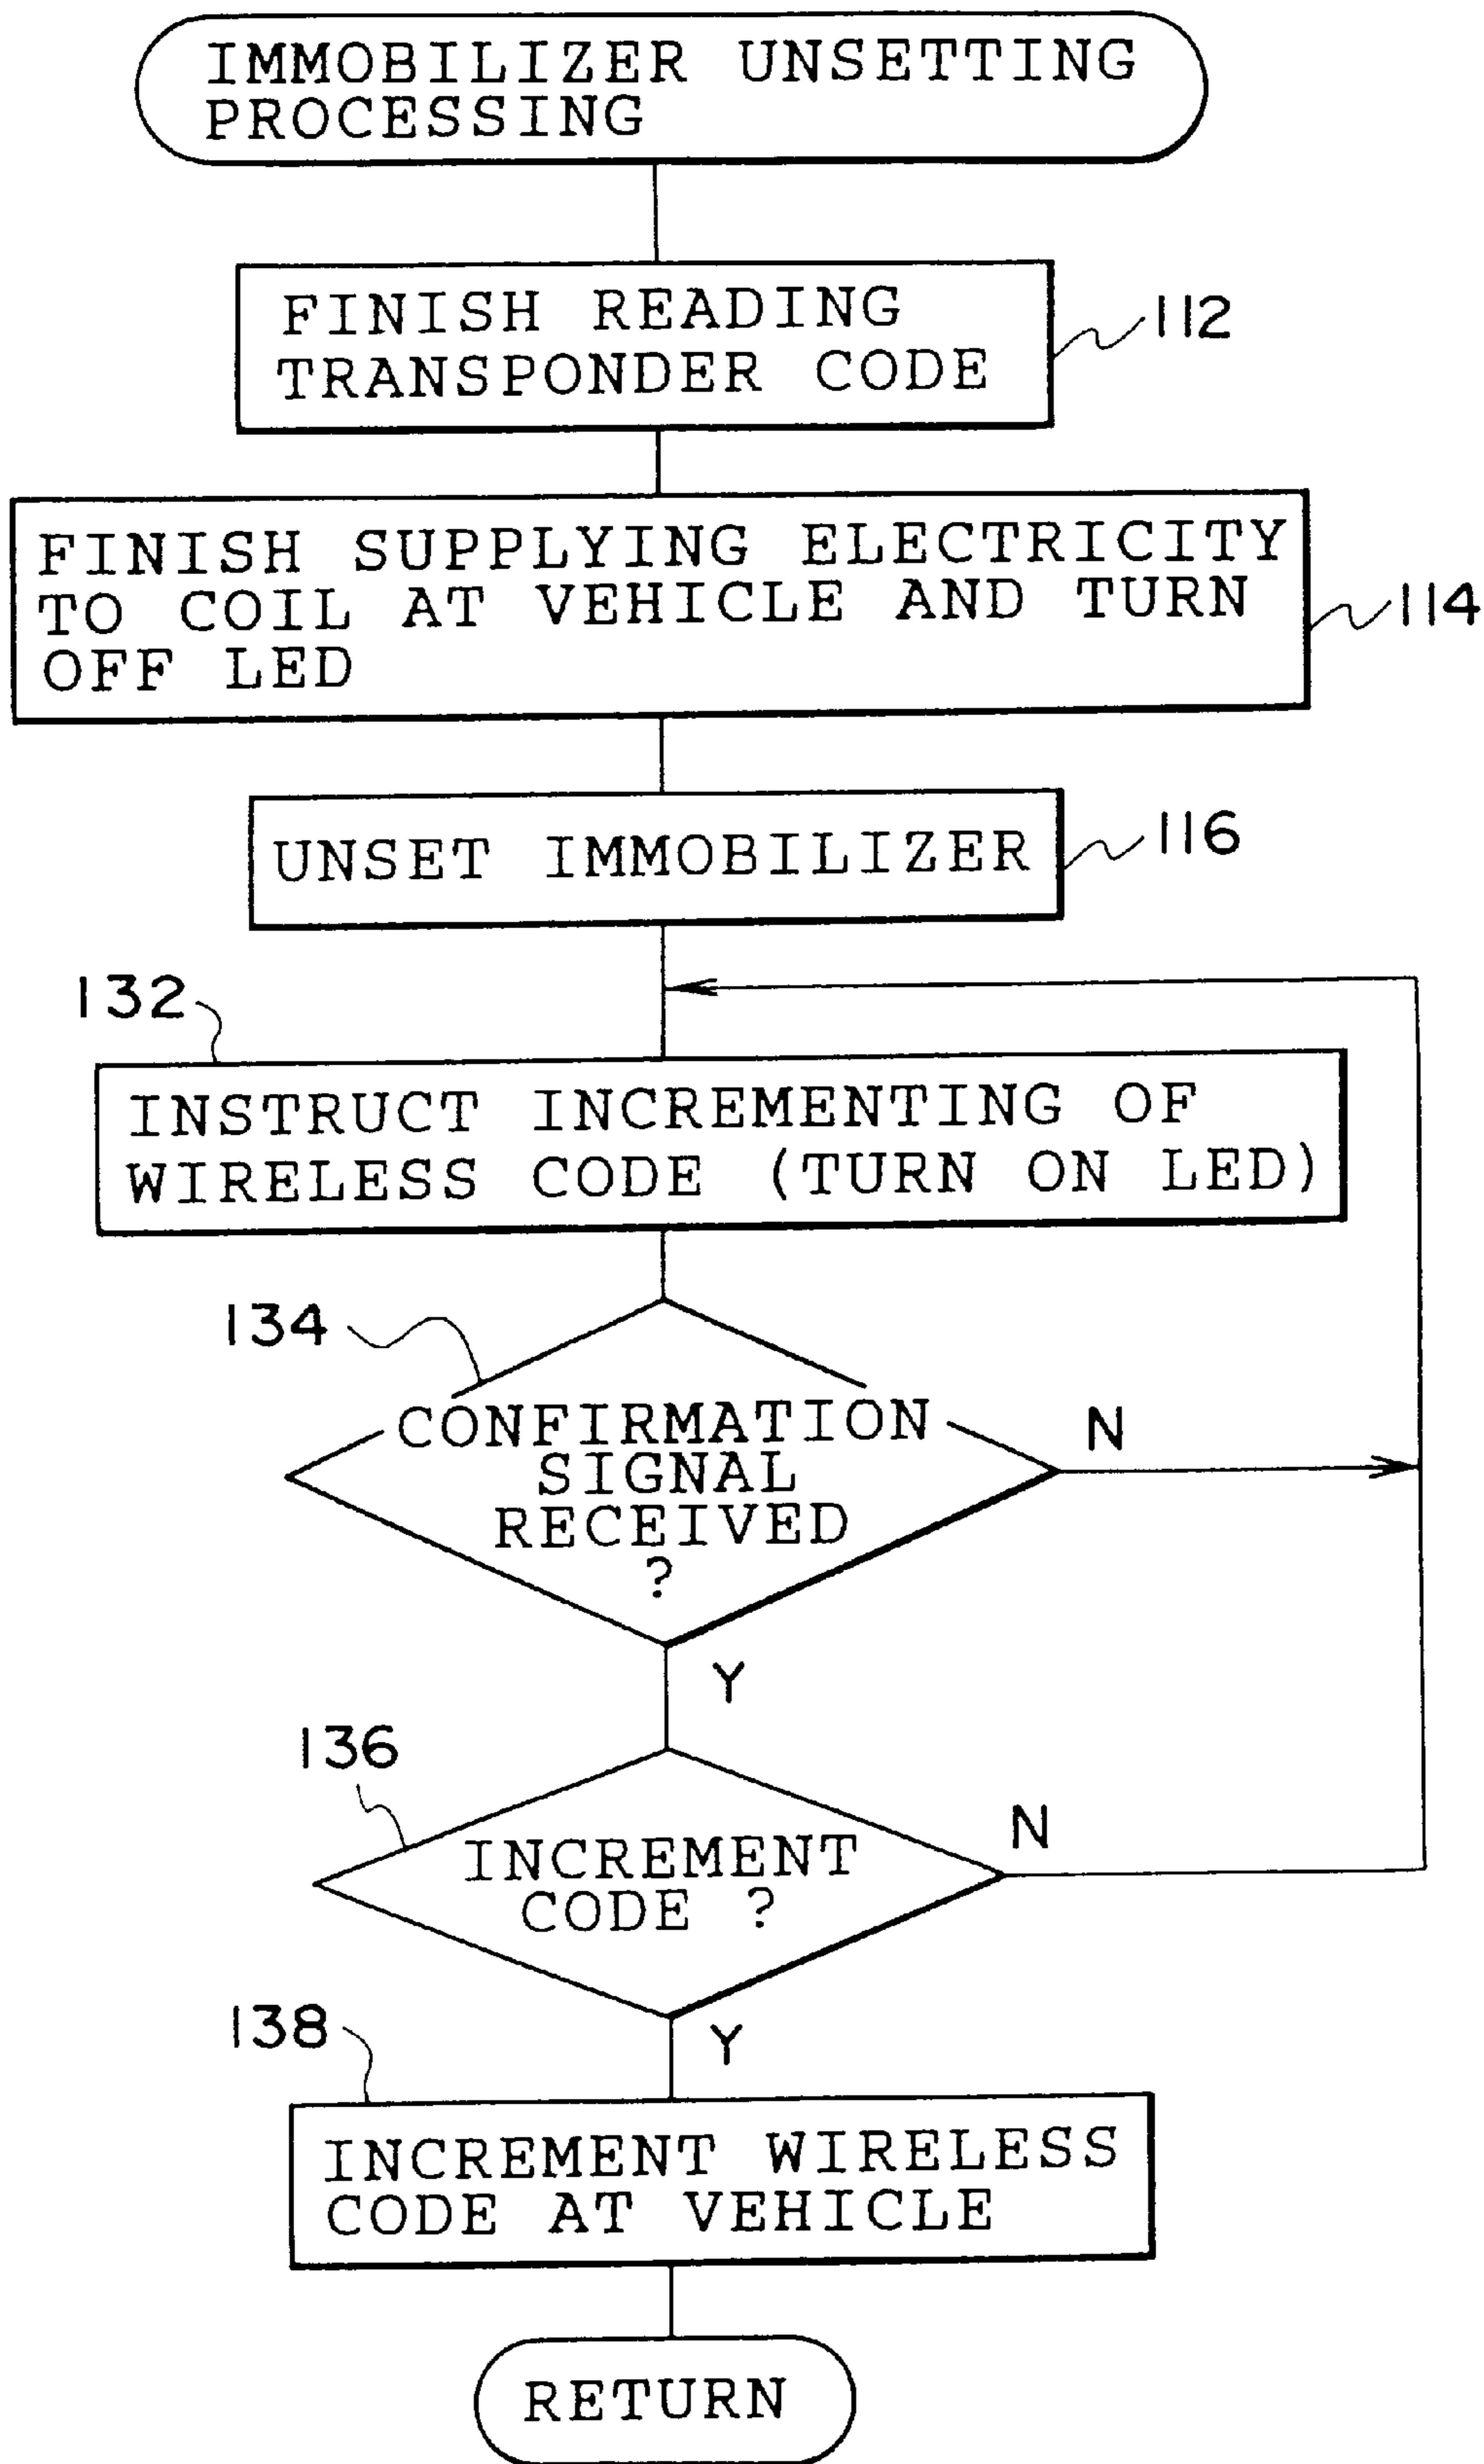 IMMOBILIZER UNSETTING
PROCESSING
FINISH READING
TRANSPONDER CODE
112
FINISH SUPPLYING ELECTRICITY
TO COIL AT VEHICLE AND TURN
OFF LED
114
UNSET IMMOBILIZER
116
132
INSTRUCT INCREMENTING OF
WIRELESS CODE (TURN ON LED)
134
CONFIRMATION
SIGNAL
RECEIVED
?
N
Y
136
INCREMENT
CODE ?
N
Y
138
INCREMENT WIRELESS
CODE AT VEHICLE
RETURN